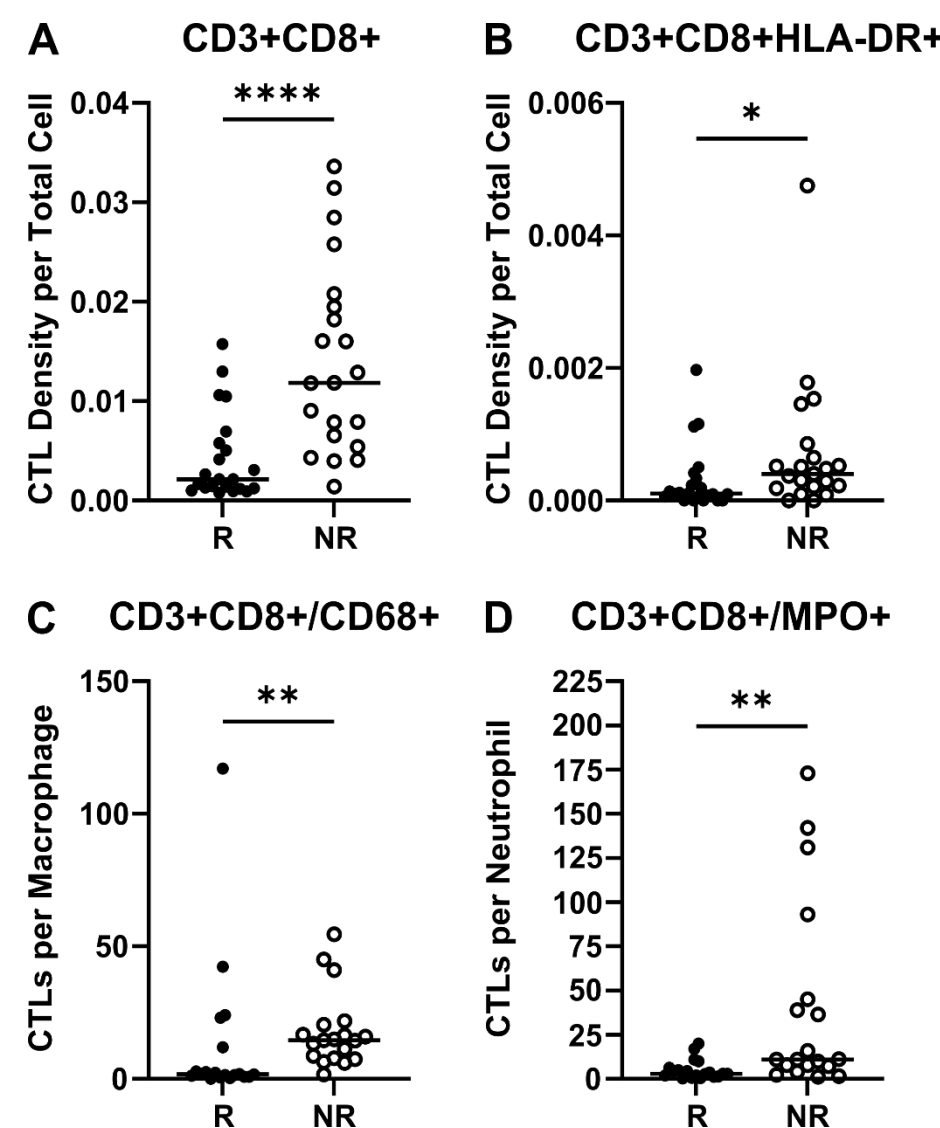 A CD3+CD8+
****
CTL Density per Total Cell
0.04
0.03
0.02
0.01
0.00
R NR
B CD3+CD8+HLA-DR+
*
CTL Density per Total Cell
0.006
0.004
0.002
0.000
R NR
C CD3+CD8+/CD68+
**
CTLs per Macrophage
150
100
50
0
R NR
D CD3+CD8+/MPO+
**
CTLs per Neutrophil
225
200
175
150
125
100
75
50
25
0
R NR